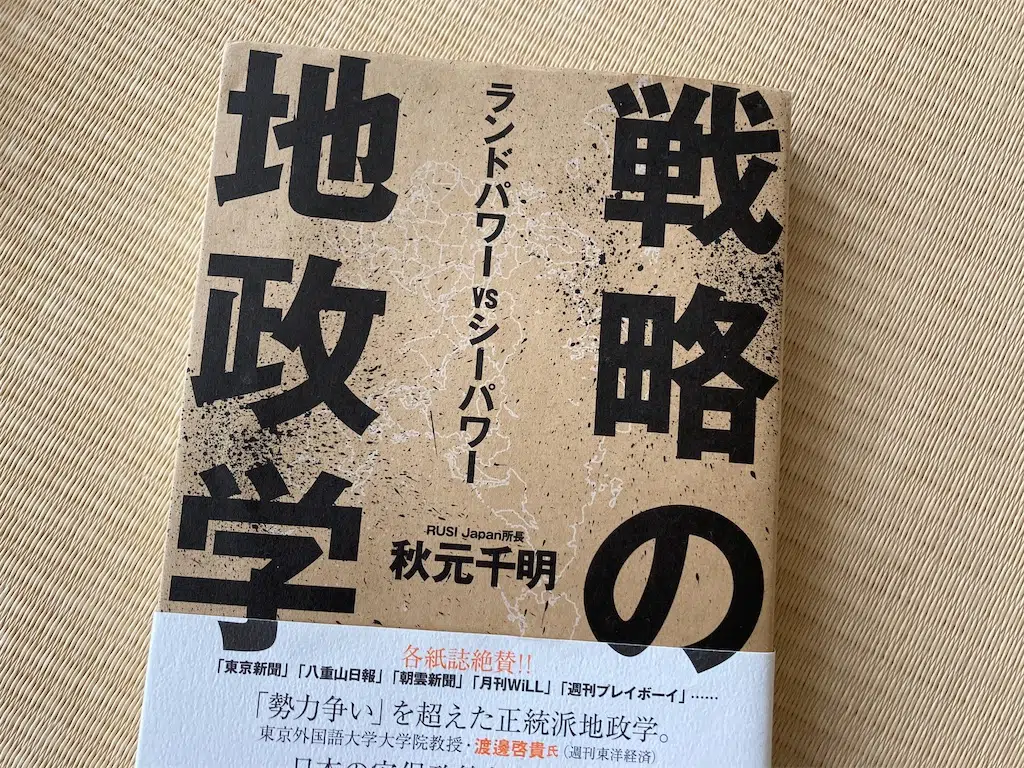 戦略の
地政学
ランドパワーvsシーパワー
RUSI Japan所長
秋元千明
各紙誌絶賛!!
「東京新聞」「八重山日報」「朝雲新聞」「月刊WiLL」「週刊プレイボーイ」……
「勢力争い」を超えた正統派地政学。
東京外国語大学大学院教授・渡邊啓貴氏(週刊東洋経済)